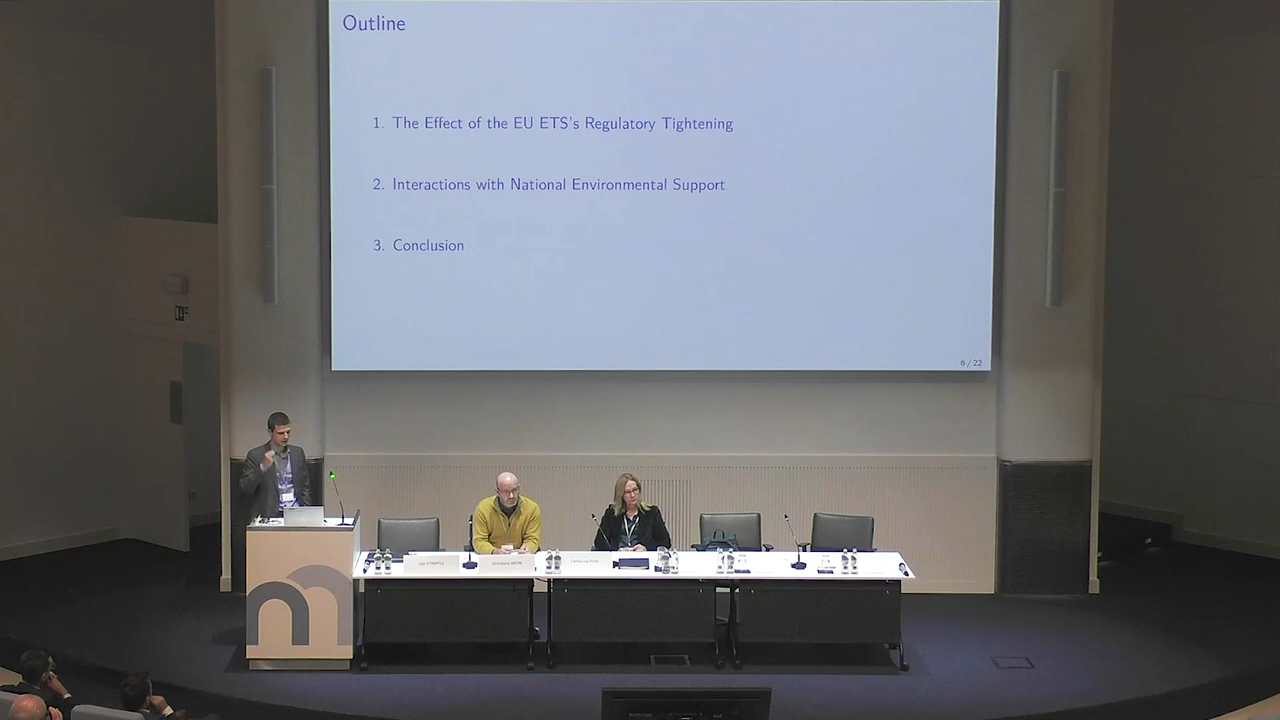 Outline
1. The Effect of the EU ETS's Regulatory Tightening
2. Interactions with National Environmental Support
3. Conclusion
6 / 22